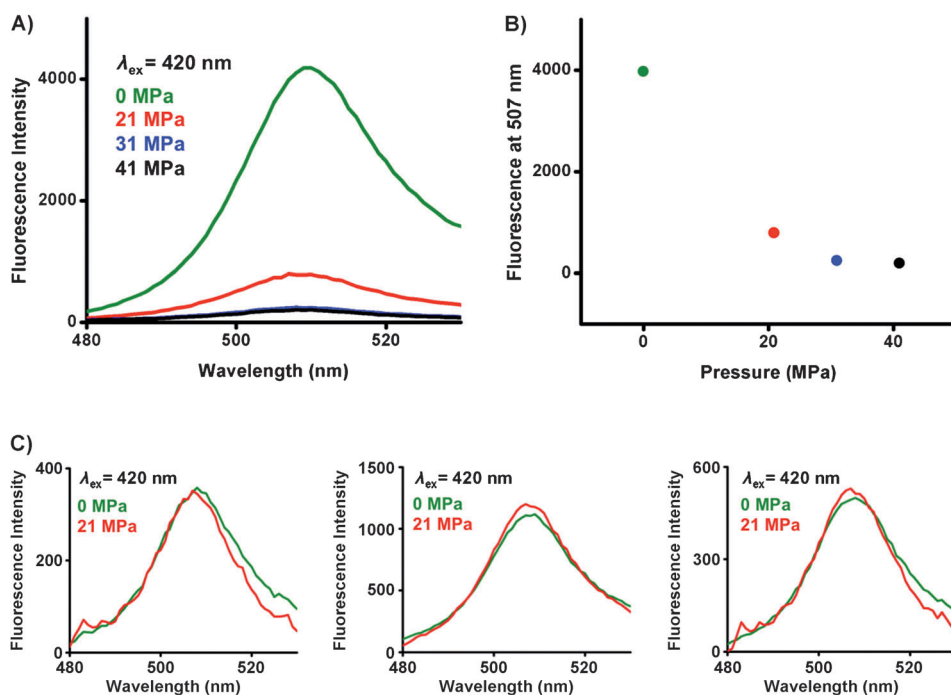 A)
λex = 420 nm
0 MPa
21 MPa
31 MPa
41 MPa
Fluorescence Intensity
4000
2000
0
480
500
520
Wavelength (nm)
B)
Fluorescence at 507 nm
4000
2000
0
0
20
40
Pressure (MPa)
C)
λex = 420 nm
0 MPa
21 MPa
Fluorescence Intensity
400
200
0
480
500
520
Wavelength (nm)
λex = 420 nm
0 MPa
21 MPa
Fluorescence Intensity
1500
1000
500
0
480
500
520
Wavelength (nm)
λex = 420 nm
0 MPa
21 MPa
Fluorescence Intensity
600
300
0
480
500
520
Wavelength (nm)